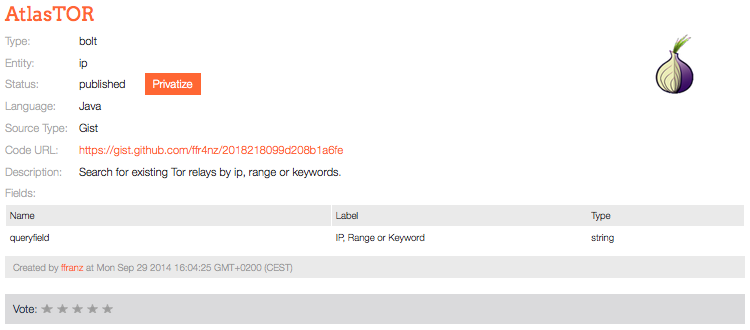 AtlasTOR
Type: bolt
Entity: ip
Status: published Privatize
Language: Java
Source Type: Gist
Code URL: https://gist.github.com/ffr4nz/2018218099d208b1a6fe
Description: Search for existing Tor relays by ip, range or keywords.
Fields:
Name Label Type
queryfield IP, Range or Keyword string
Created by ffranz at Mon Sep 29 2014 16:04:25 GMT+0200 (CEST)
Vote: